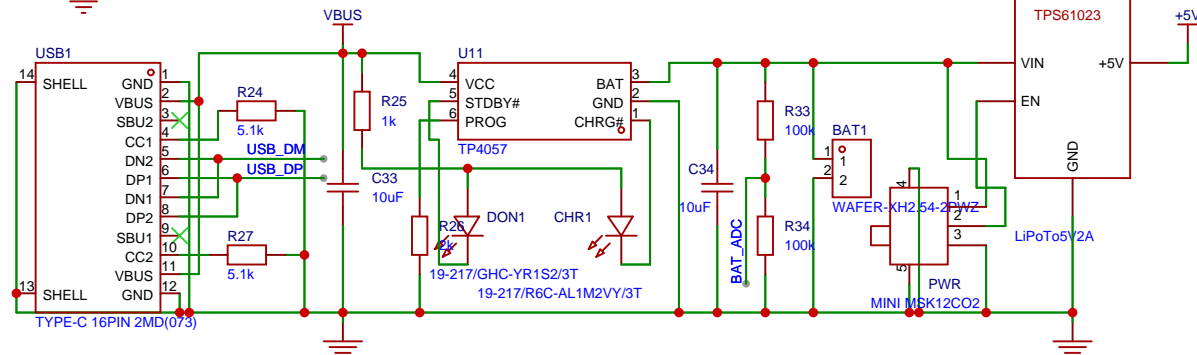 TPS61023
+5V
VBUS
USB1
U11
14
SHELL
GND
1
VBUS
2
SBU2
3
CC1
4
DN2
5
DP1
6
DN1
7
DP2
8
SBU1
9
CC2
10
VBUS
11
13
SHELL
GND
12
TYPE-C 16PIN 2MD(073)
R24
5.1k
USB_DM
USB_DP
R27
5.1k
R25
1k
C33
10uF
4
VCC
BAT
3
5
STDBY#
GND
2
6
PROG
CHRG#
1
TP4057
R26
2k
DON1
CHR1
19-217/GHC-YR1S2/3T
19-217/R6C-AL1M2VY/3T
C34
10uF
R33
100k
R34
100k
BAT_ADC
BAT1
1
1
2
2
WAFER-XH2.54-2PWZ
4
1
2
3
5
PWR
MINI MSK12CO2
VIN
+5V
EN
GND
LiPoTo5V2A